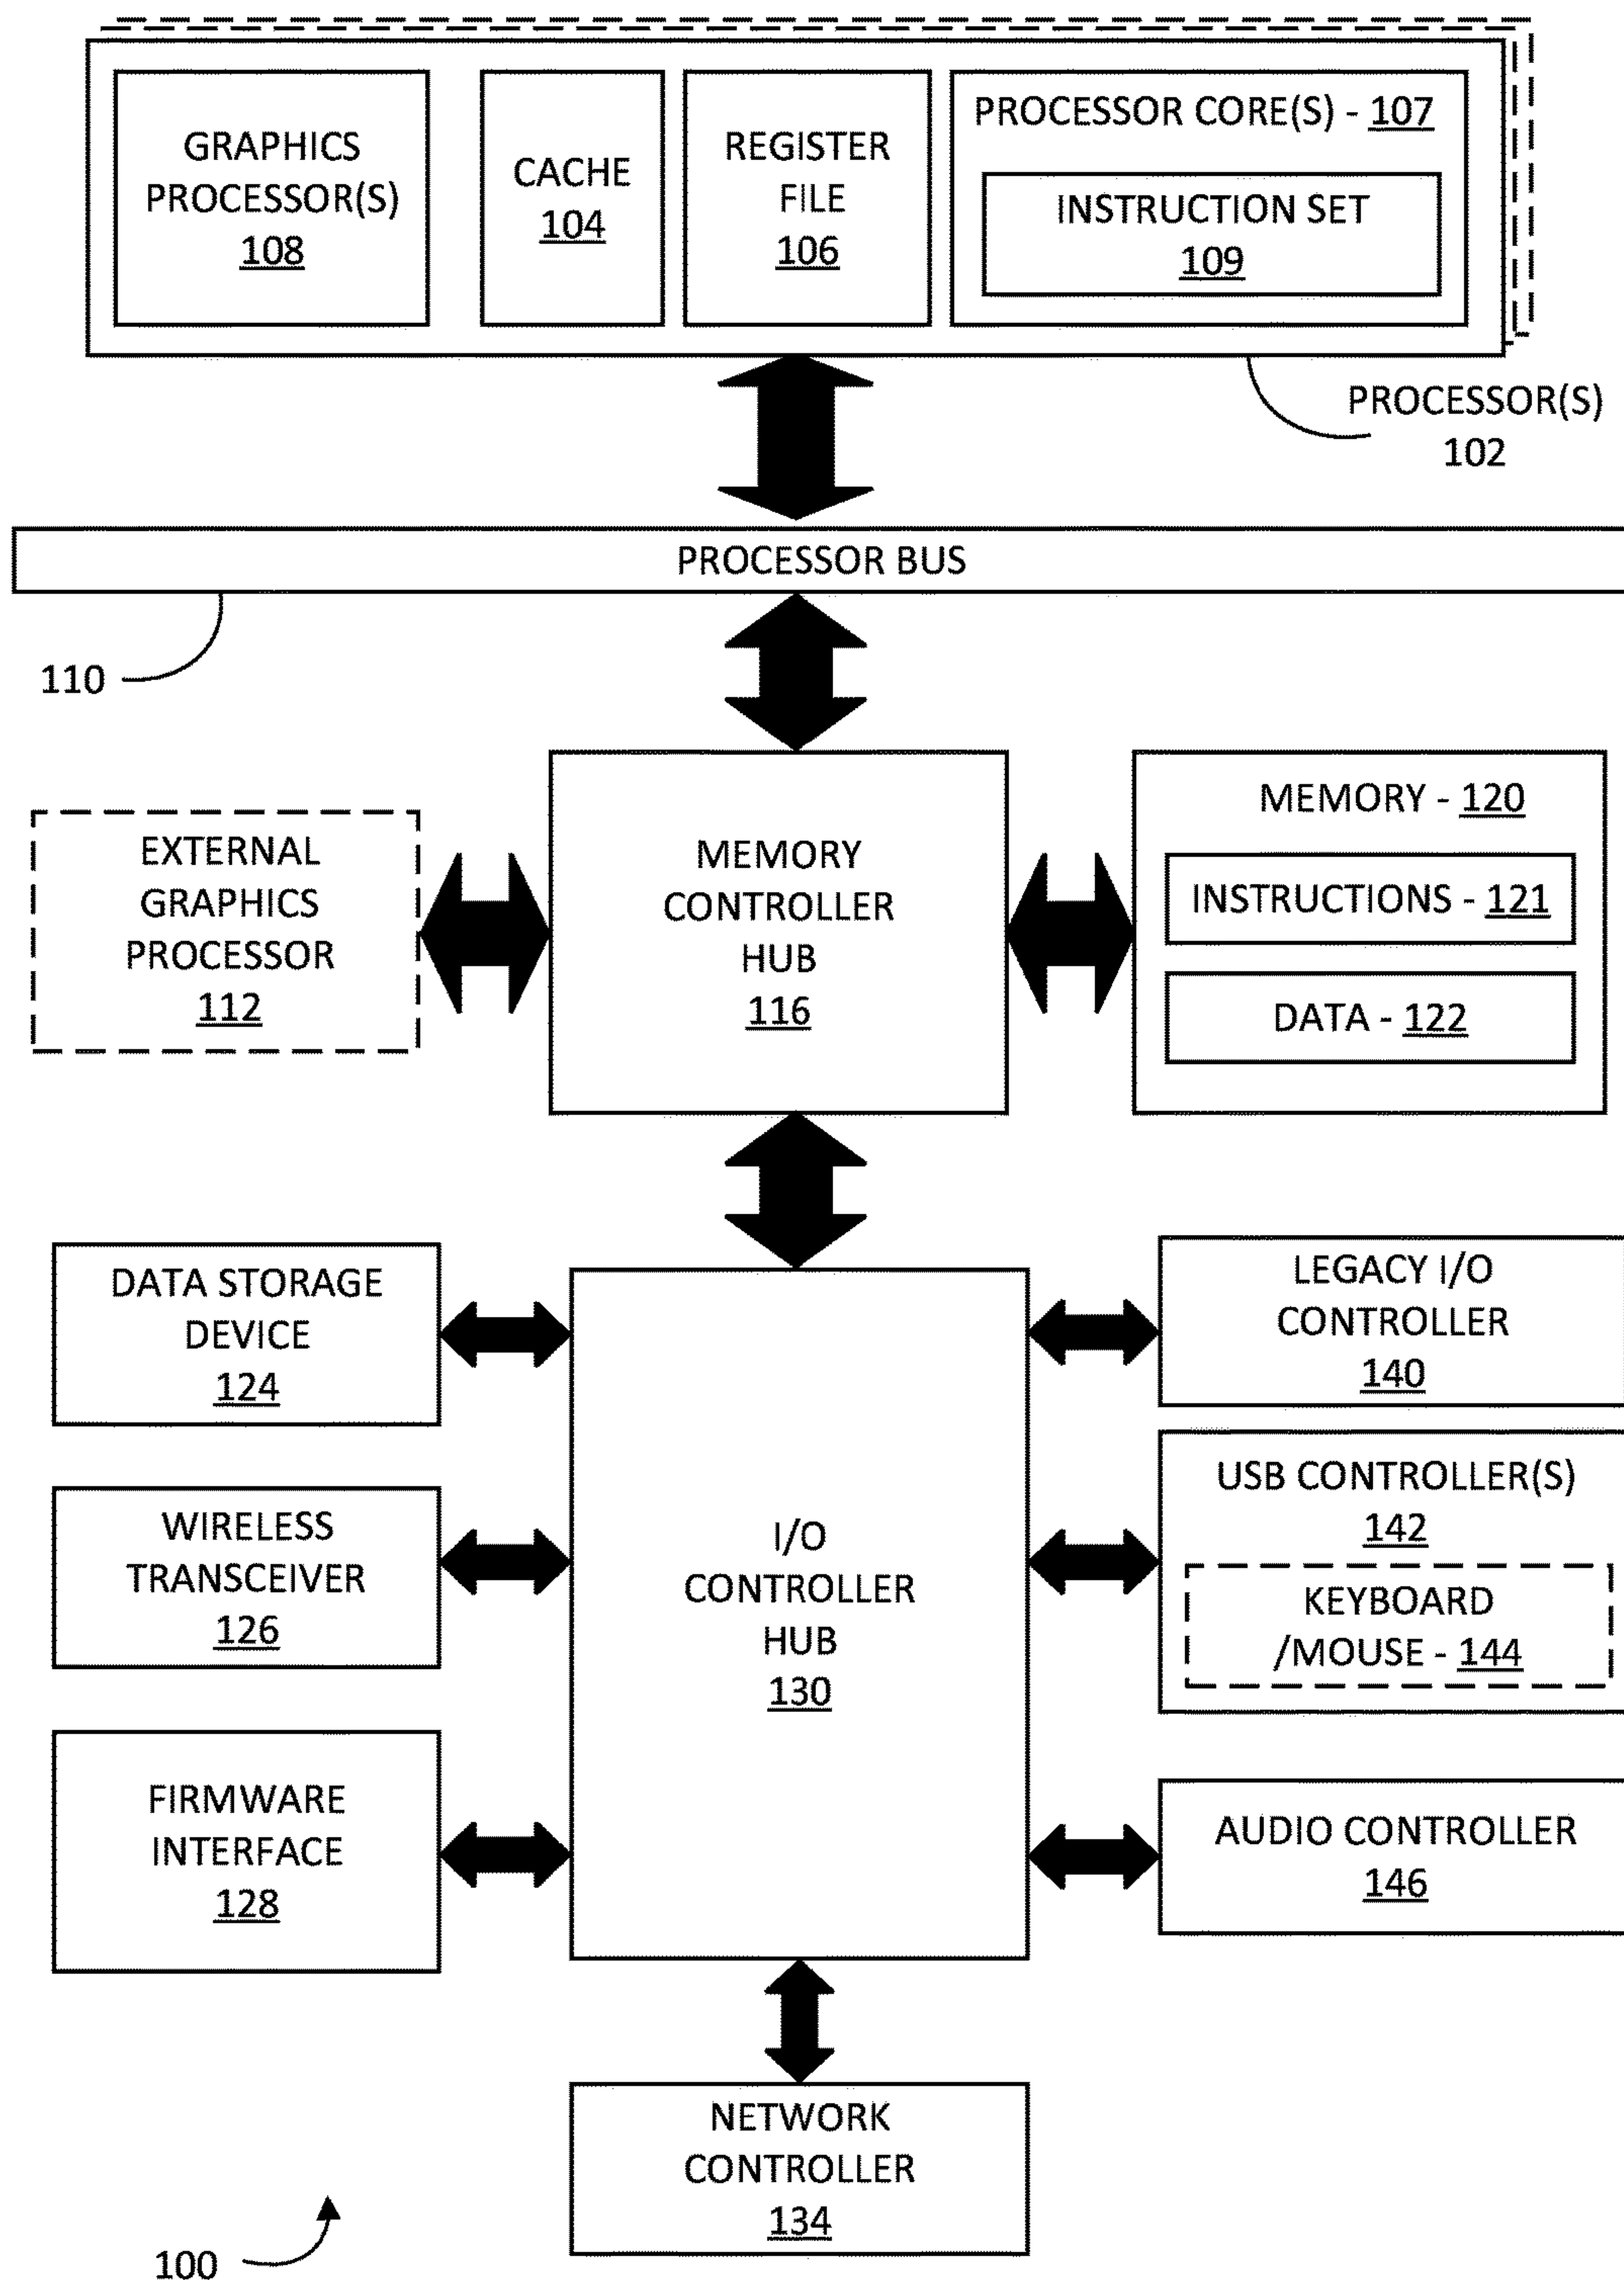 GRAPHICS
PROCESSOR(S)
108
CACHE
104
REGISTER
FILE
106
PROCESSOR CORE(S) - 107
INSTRUCTION SET
109
PROCESSOR(S)
102
PROCESSOR BUS
110
EXTERNAL
GRAPHICS
PROCESSOR
112
MEMORY
CONTROLLER
HUB
116
MEMORY - 120
INSTRUCTIONS - 121
DATA - 122
DATA STORAGE
DEVICE
124
WIRELESS
TRANSCEIVER
126
FIRMWARE
INTERFACE
128
I/O
CONTROLLER
HUB
130
LEGACY I/O
CONTROLLER
140
USB CONTROLLER(S)
142
KEYBOARD
/MOUSE - 144
AUDIO CONTROLLER
146
NETWORK
CONTROLLER
134
100